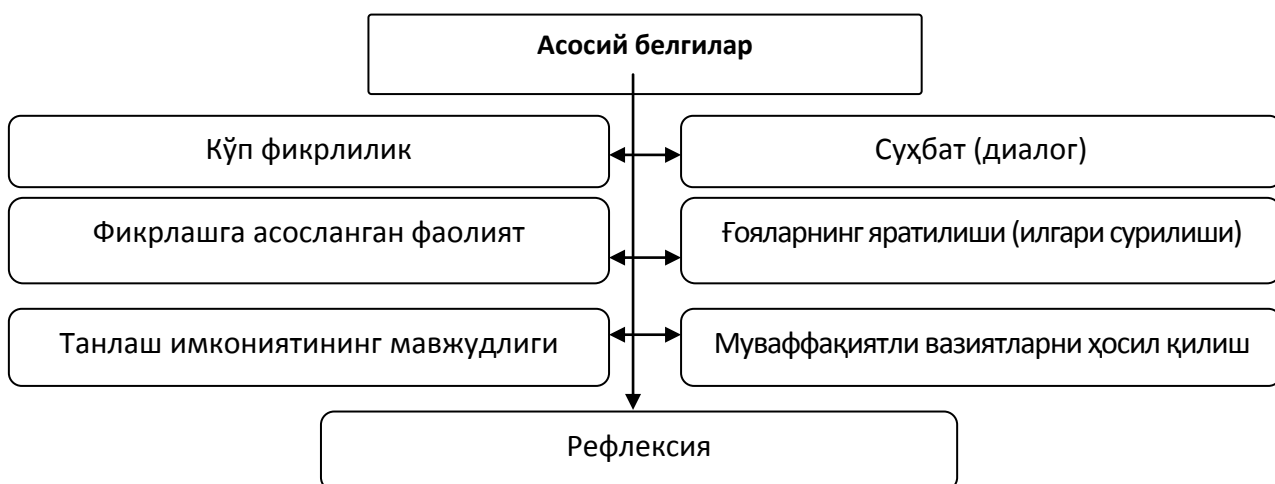 Асосий белгилар
Кўп фикрлилик
Суҳбат (диалог)
Фикрлашга асосланган фаолият
Ғояларнинг яратилиши (илгари сурилиши)
Танлаш имкониятининг мавжудлиги
Муваффақиятли вазиятларни ҳосил қилиш
Рефлексия